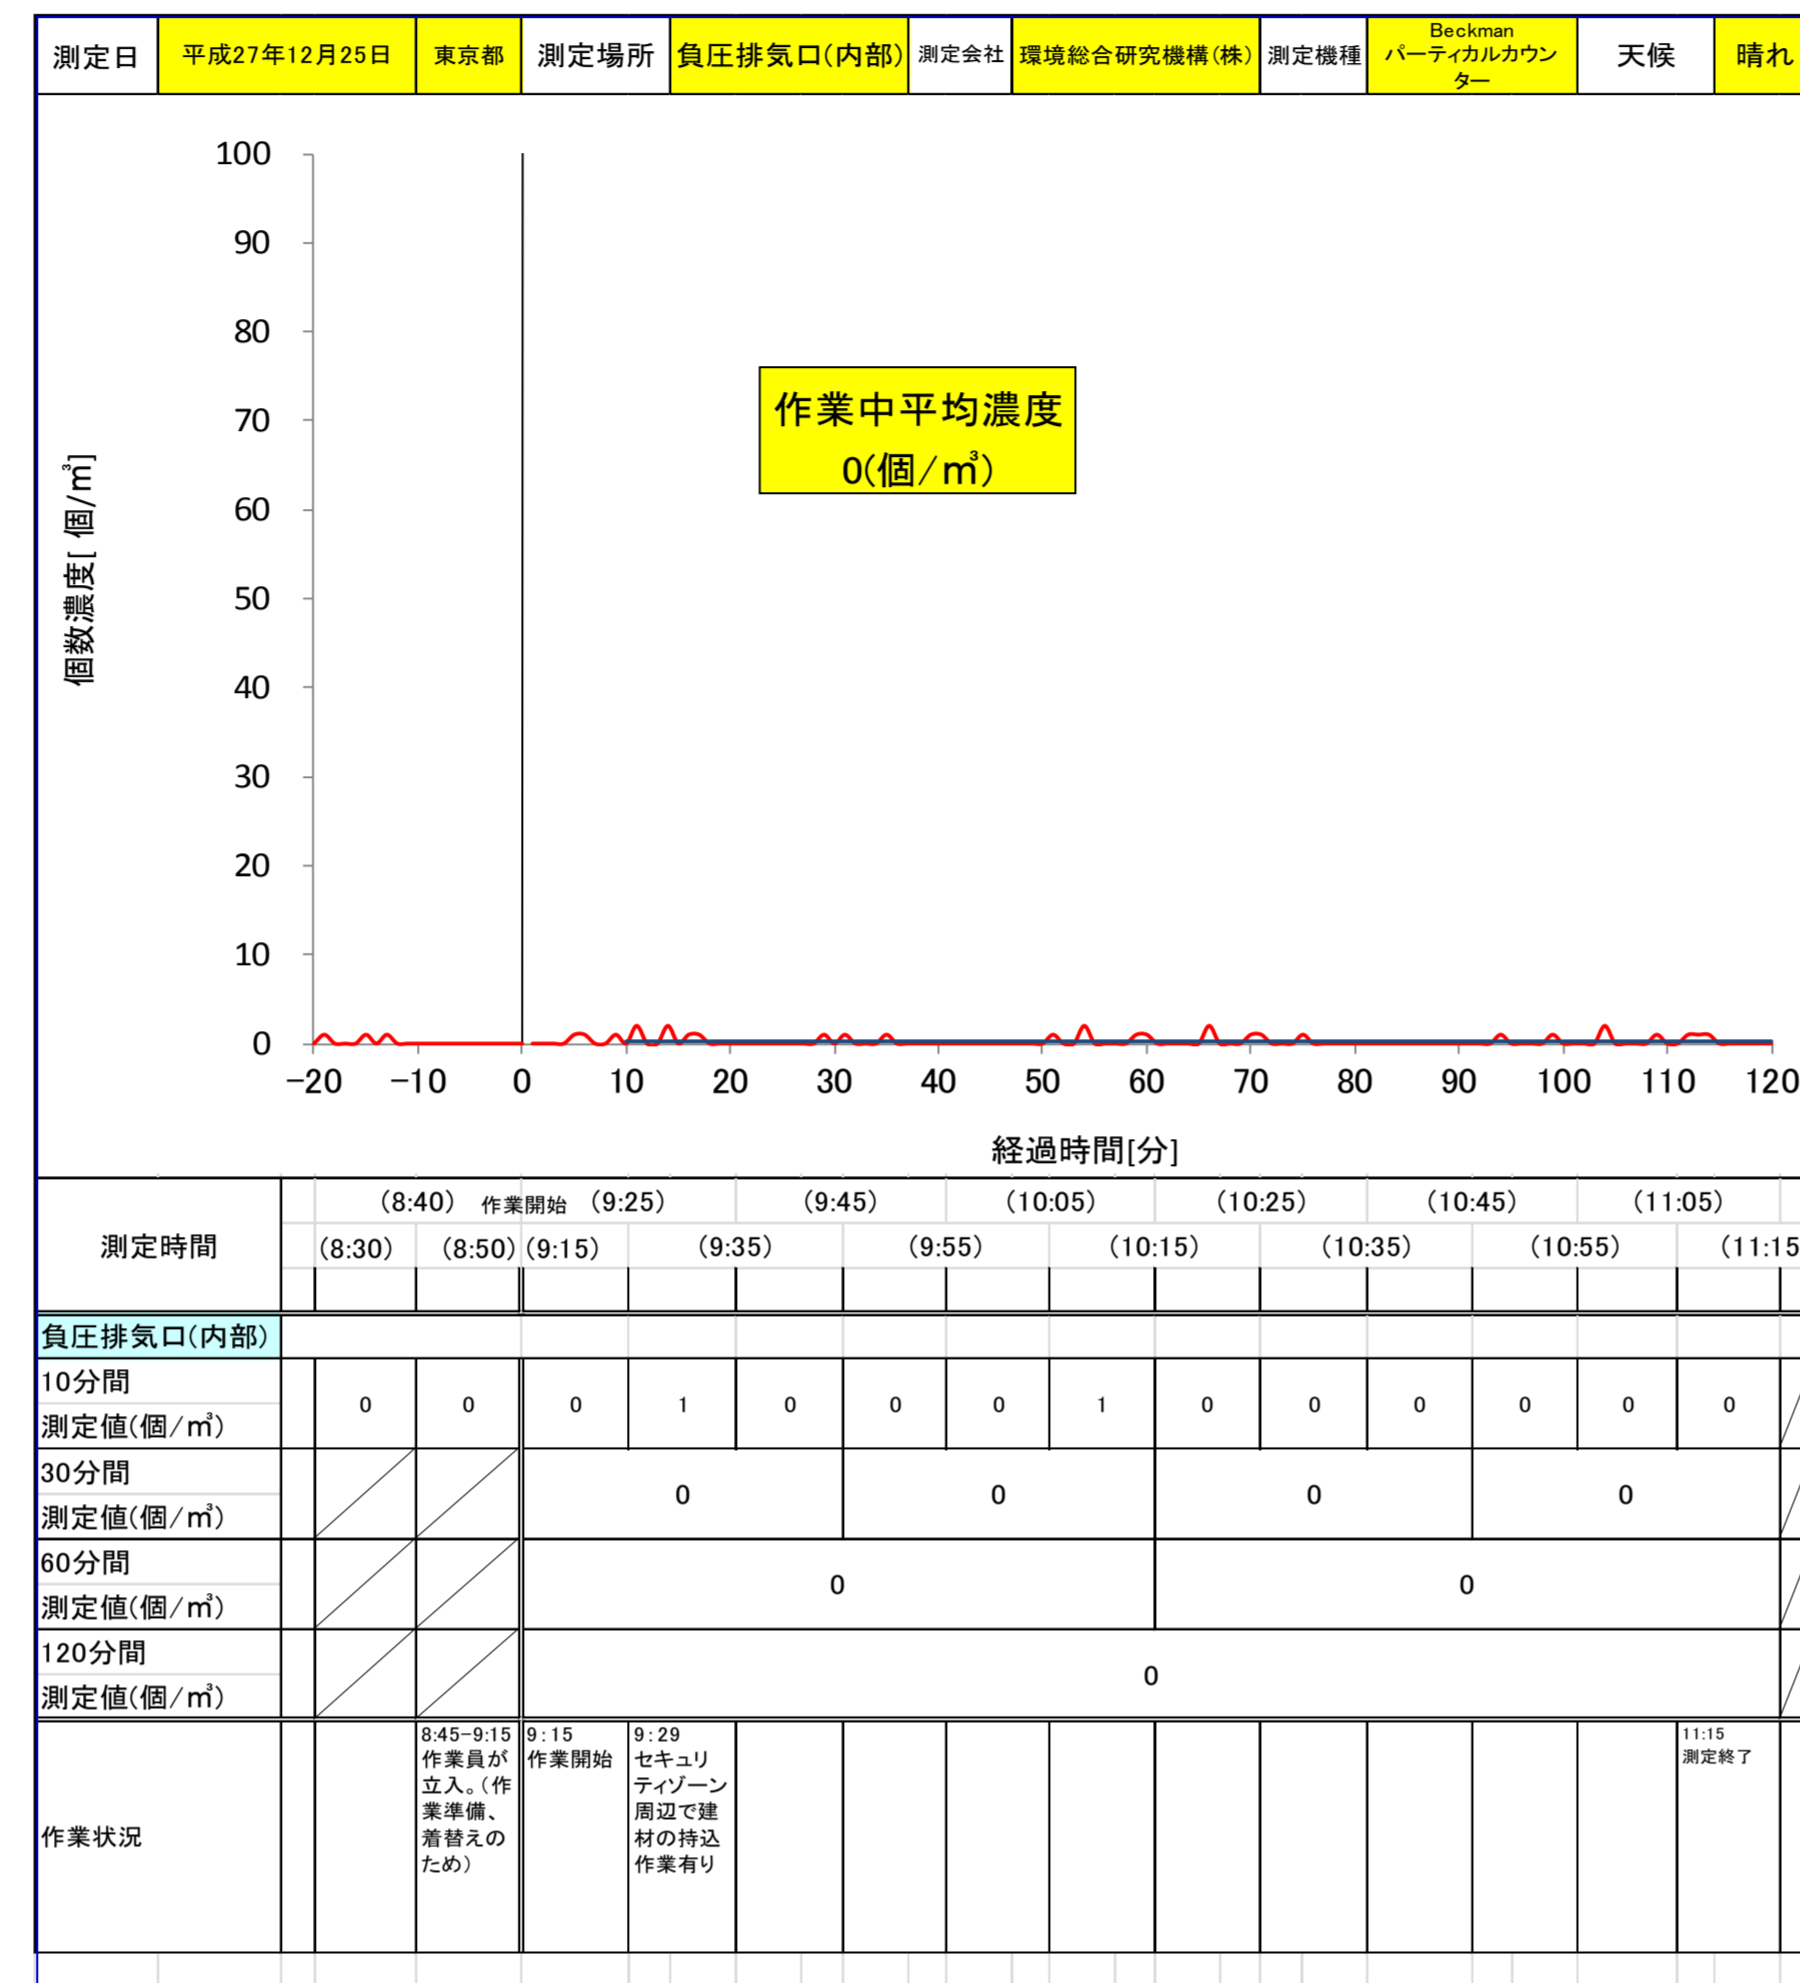 測定日 平成27年12月25日 東京都 測定場所 負圧排気口(内部) 測定会社 環境総合研究機構(株) 測定機種 Beckman パーティカルカウンター 天候 晴れ
100
90
80
70
60
50
40
30
20
10
0
個数濃度[ 個/㎥]
作業中平均濃度
0(個/㎥)
−20 −10 0 10 20 30 40 50 60 70 80 90 100 110 120
経過時間[分]
測定時間
(8:40) 作業開始 (9:25) (9:45) (10:05) (10:25) (10:45) (11:05)
(8:30) (8:50) (9:15) (9:35) (9:55) (10:15) (10:35) (10:55) (11:15
負圧排気口(内部)
10分間
測定値(個/㎥)
0 0 0 1 0 0 0 1 0 0 0 0 0 0
30分間
測定値(個/㎥)
0 0 0 0
60分間
測定値(個/㎥)
0 0
120分間
測定値(個/㎥)
0
作業状況
8:45−9:15
作業員が
立入。(作
業準備、
着替えの
ため)
9:15
作業開始
9:29
セキュリ
ティゾーン
周辺で建
材の持込
作業有り
11:15
測定終了